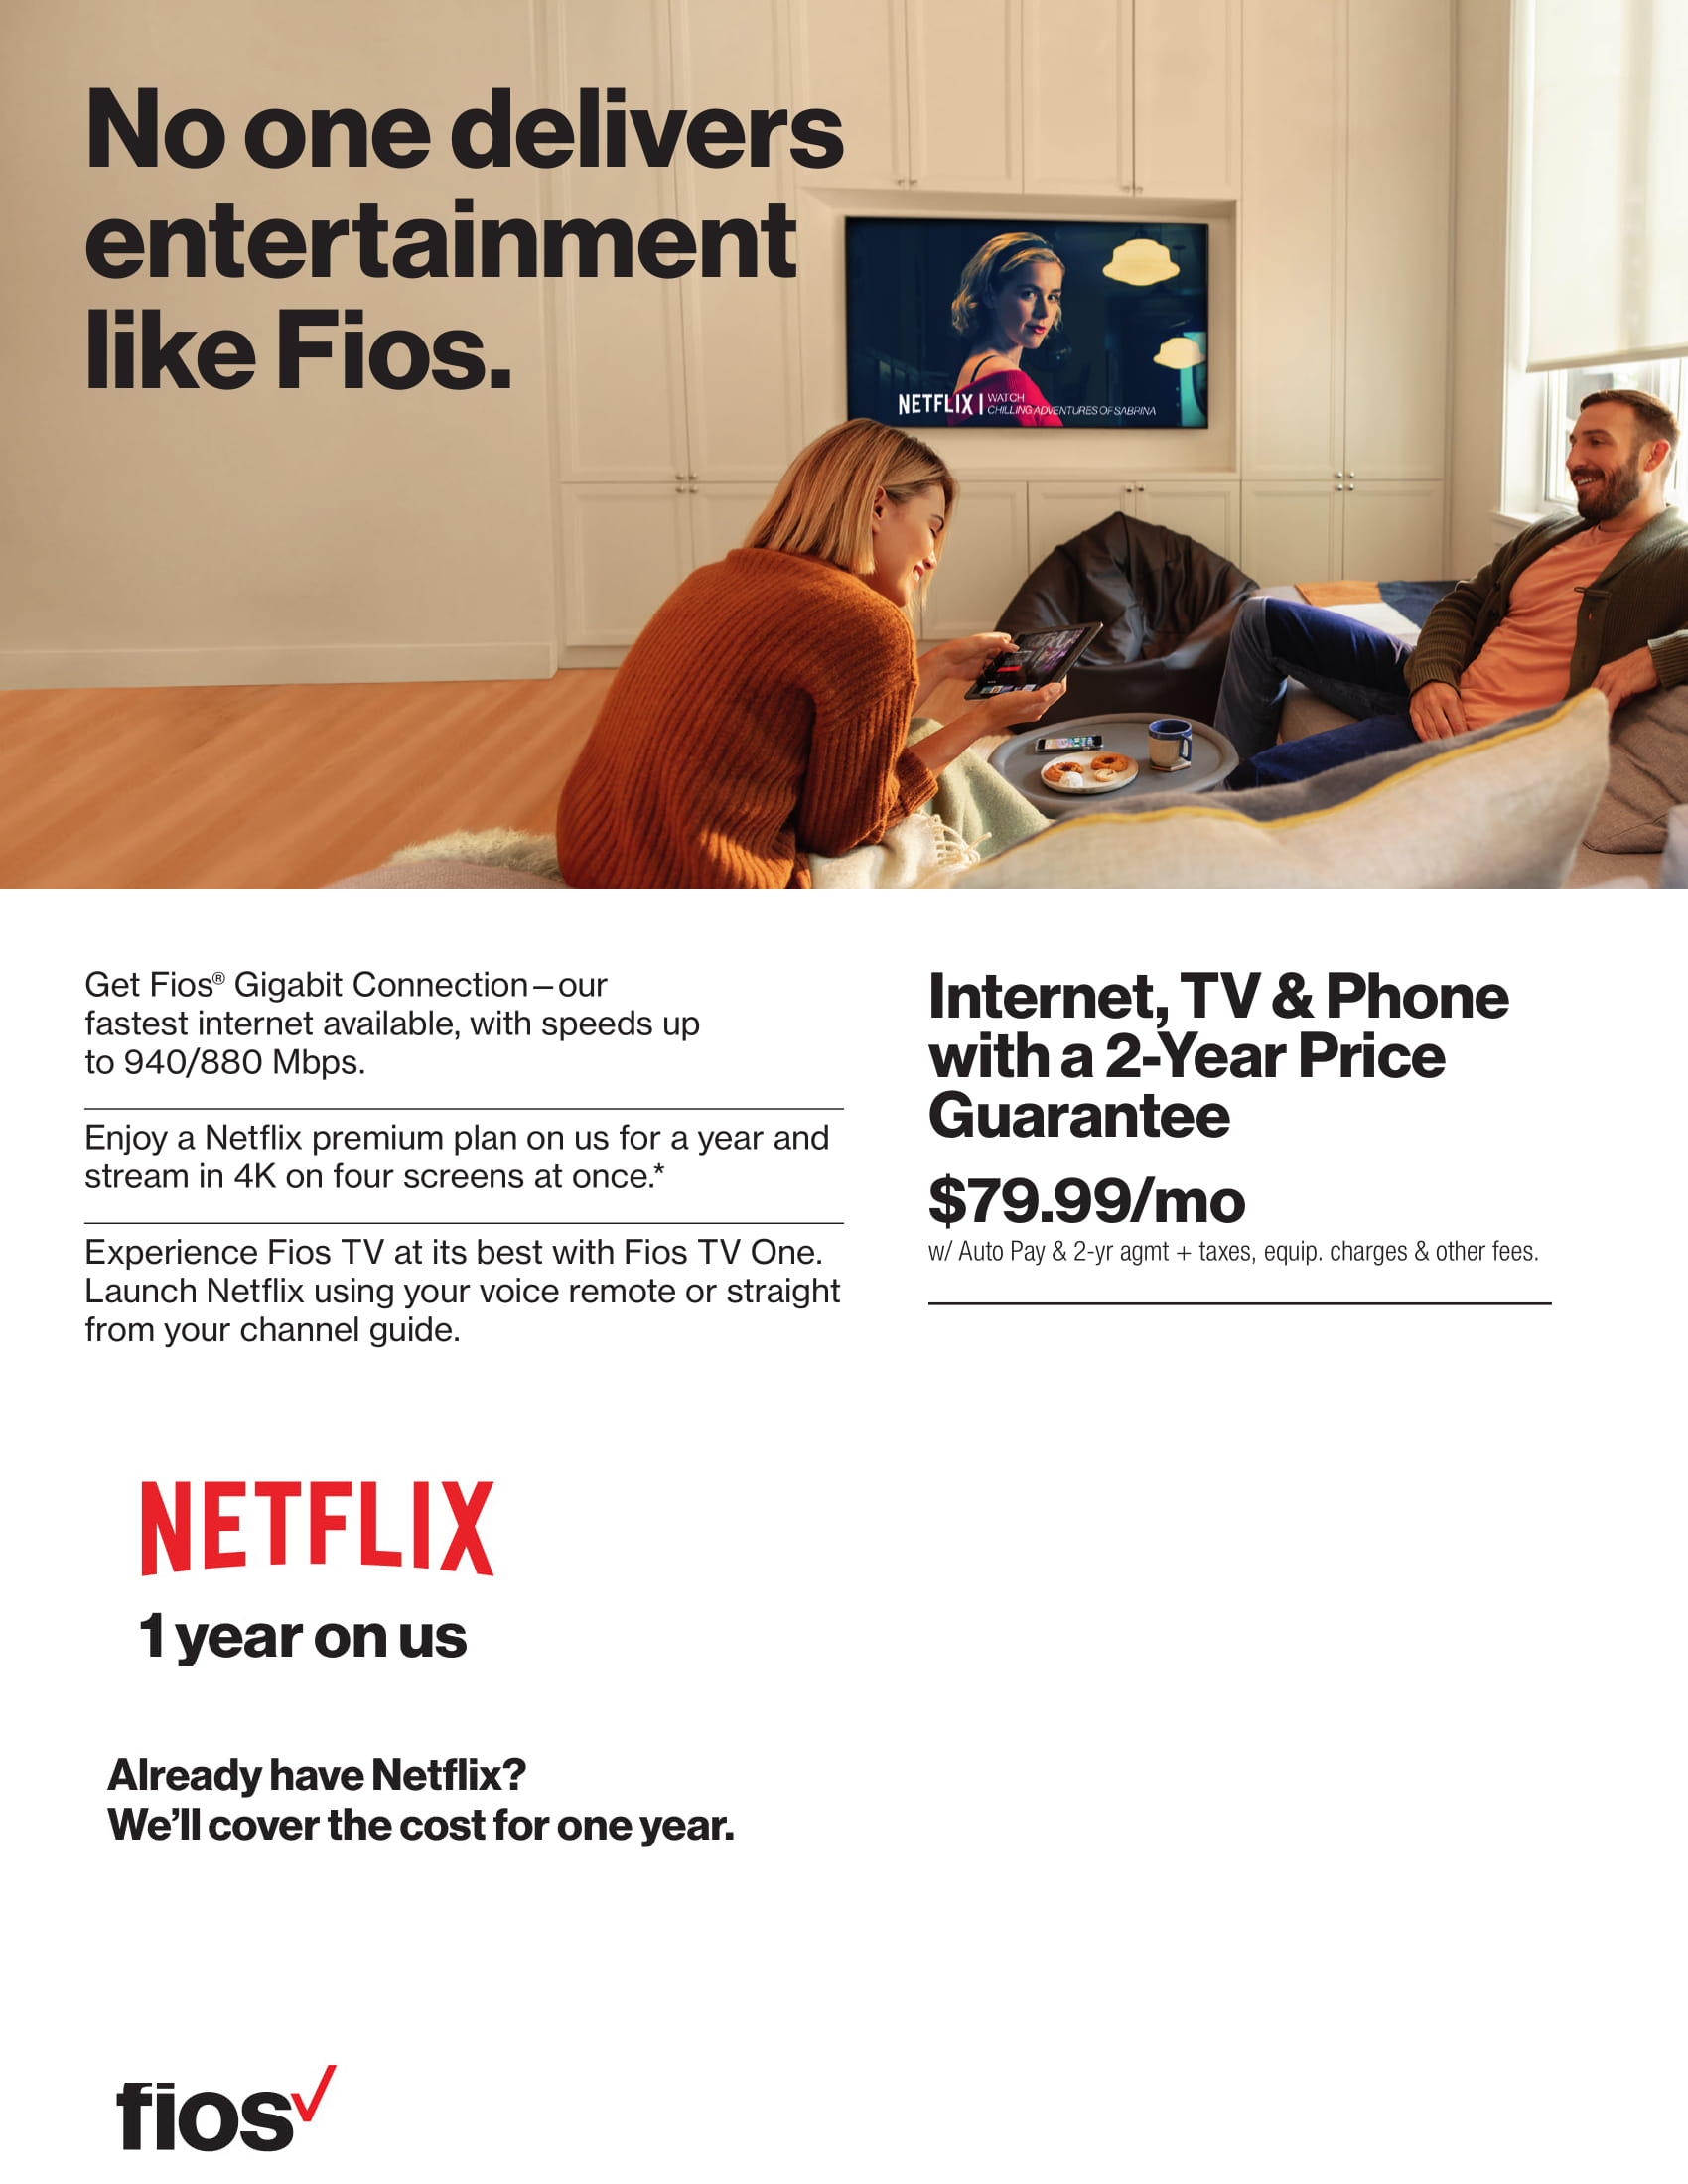 No one delivers
entertainment
like Fios.
NETFLIX | WATCH
CHILLING ADVENTURES OF SABRINA
Get Fios® Gigabit Connection—our
fastest internet available, with speeds up
to 940/880 Mbps.
Enjoy a Netflix premium plan on us for a year and
stream in 4K on four screens at once.*
Experience Fios TV at its best with Fios TV One.
Launch Netflix using your voice remote or straight
from your channel guide.
Internet, TV & Phone
with a 2-Year Price
Guarantee
$79.99/mo
w/ Auto Pay & 2-yr agmt + taxes, equip. charges & other fees.
NETFLIX
1 year on us
Already have Netflix?
We’ll cover the cost for one year.
fios